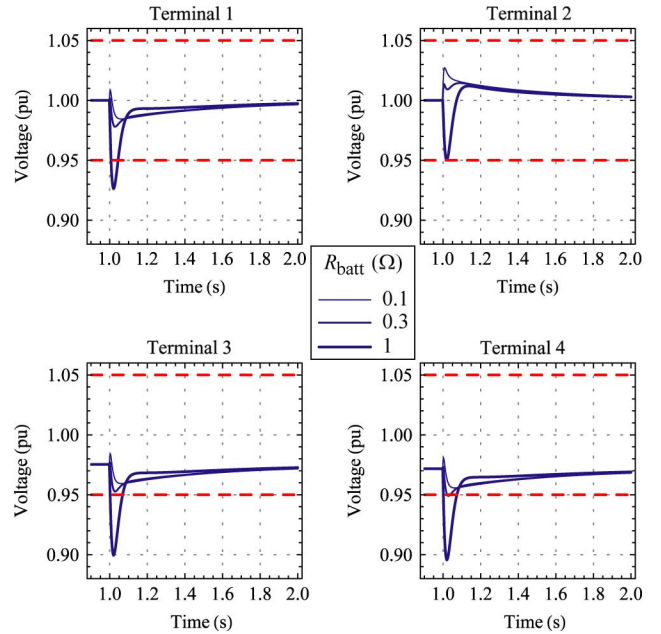 Terminal 1
Voltage (pu)
1.05
1.00
0.95
0.90
1.0 1.2 1.4 1.6 1.8 2.0
Time (s)
Terminal 2
Voltage (pu)
1.05
1.00
0.95
0.90
1.0 1.2 1.4 1.6 1.8 2.0
Time (s)
R_batt (Ω)
0.1
0.3
1
Terminal 3
Voltage (pu)
1.05
1.00
0.95
0.90
1.0 1.2 1.4 1.6 1.8 2.0
Time (s)
Terminal 4
Voltage (pu)
1.05
1.00
0.95
0.90
1.0 1.2 1.4 1.6 1.8 2.0
Time (s)